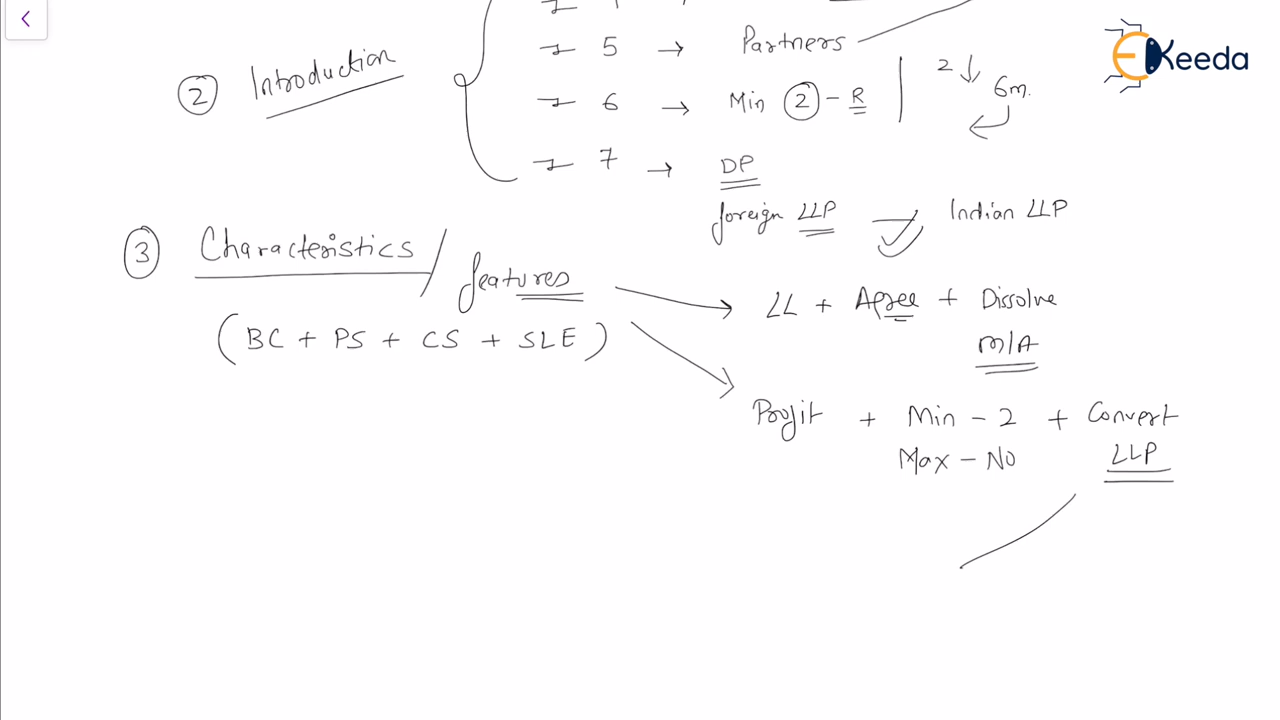 5 → Partners
EKeeda
② Introduction
6 → Min ② - R
2 ↓ 6m.
7 → DP
foreign LLP Indian LLP
③ Characteristics / features
LL + Agree + Dissolve
M/A
(BC + PS + CS + SLE)
Profit + Min - 2 + Convert
Max - No LLP